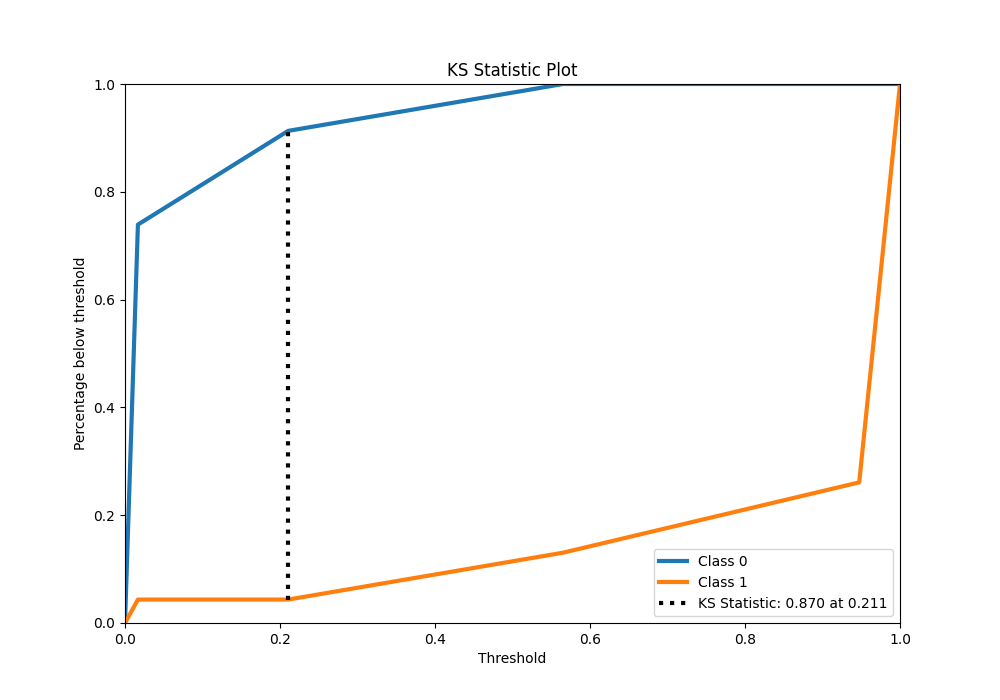 KS Statistic Plot
1.0
0.8
0.6
0.4
0.2
0.0
Percentage below threshold
0.0 0.2 0.4 0.6 0.8 1.0
Threshold
Class 0
Class 1
KS Statistic: 0.870 at 0.211